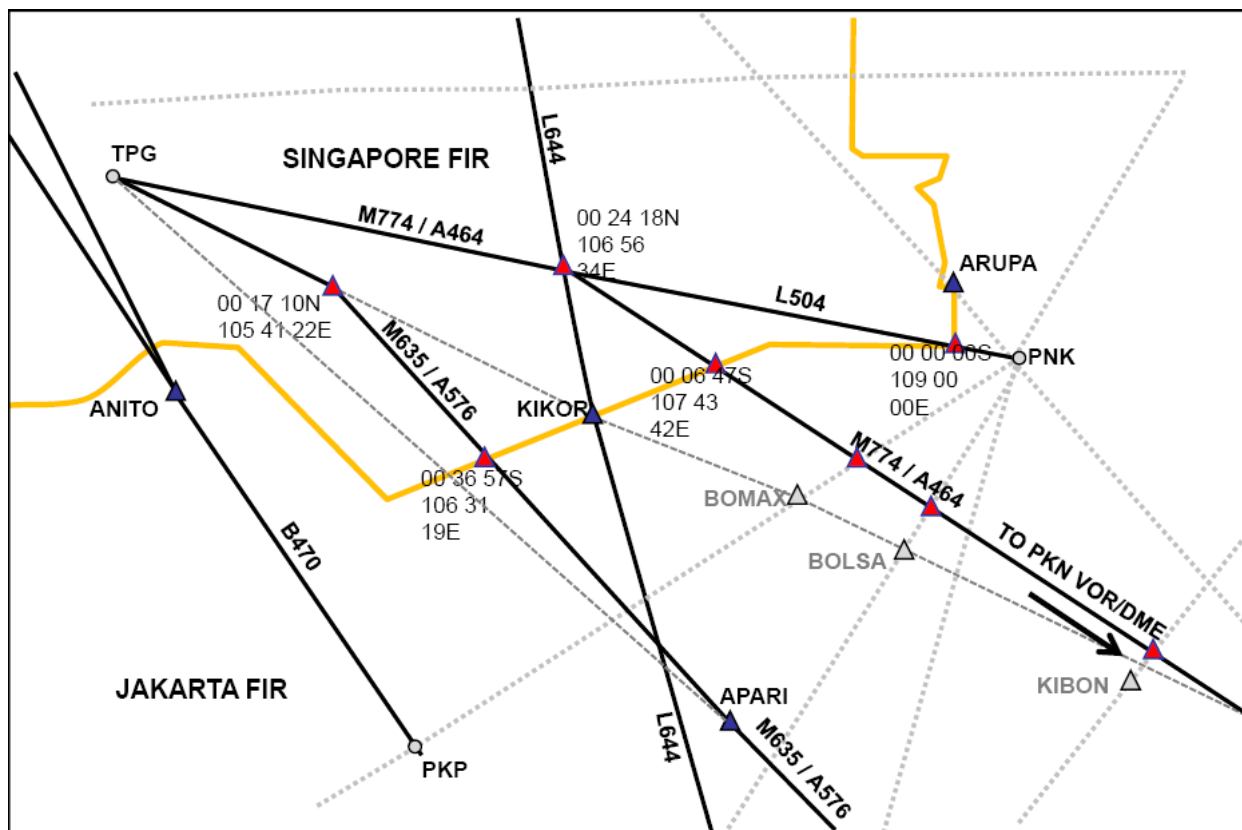 TPG
SINGAPORE FIR
L644
M774 / A464
00 24 18N
106 56
34E
ARUPA
L504
00 17 10N
105 41 22E
M635 / A576
00 00 00S
109 00
00E
PNK
00 06 47S
107 43
42E
ANITO
KIKOR
00 36 57S
106 31
19E
M774 / A464
BOMAX
BOLSA
B470
TO PKN VOR/DME
KIBON
JAKARTA FIR
APARI
L644
M635 / A576
PKP